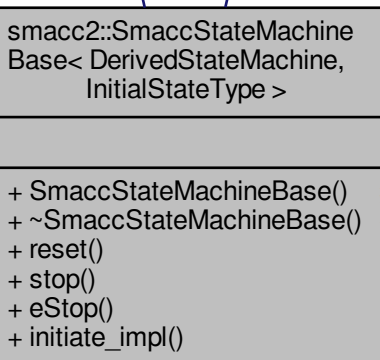 smacc2::SmaccStateMachine
Base< DerivedStateMachine,
InitialStateType >
+ SmaccStateMachineBase()
+ ~SmaccStateMachineBase()
+ reset()
+ stop()
+ eStop()
+ initiate_impl()